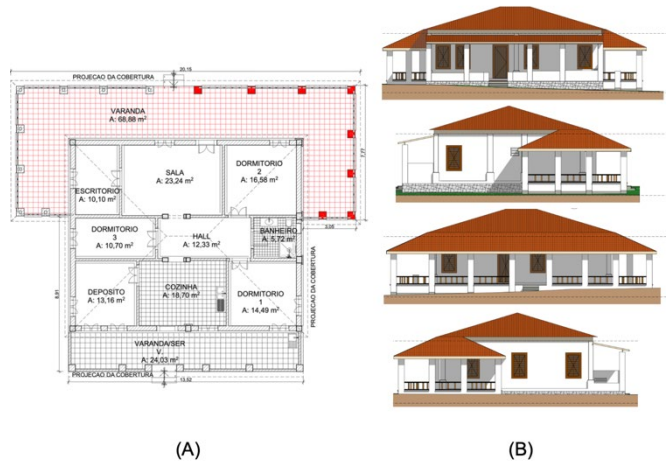 20,15
PROJECAO DA COBERTURA
VARANDA
A: 68,88 m²
SALA
A: 23,24 m²
DORMITORIO
2
A: 16,58 m²
ESCRITORIO
A: 10,10 m²
DORMITORIO
3
A: 10,70 m²
HALL
A: 12,33 m²
BANHEIRO
A: 5,72 m²
DEPOSITO
A: 13,16 m²
COZINHA
A: 18,70 m²
DORMITORIO
1
A: 14,49 m²
PROJECAO DA COBERTURA
VARANDA/SER
V.
A: 24,03 m²
PROJECAO DA COBERTURA
13,52
(A)
(B)